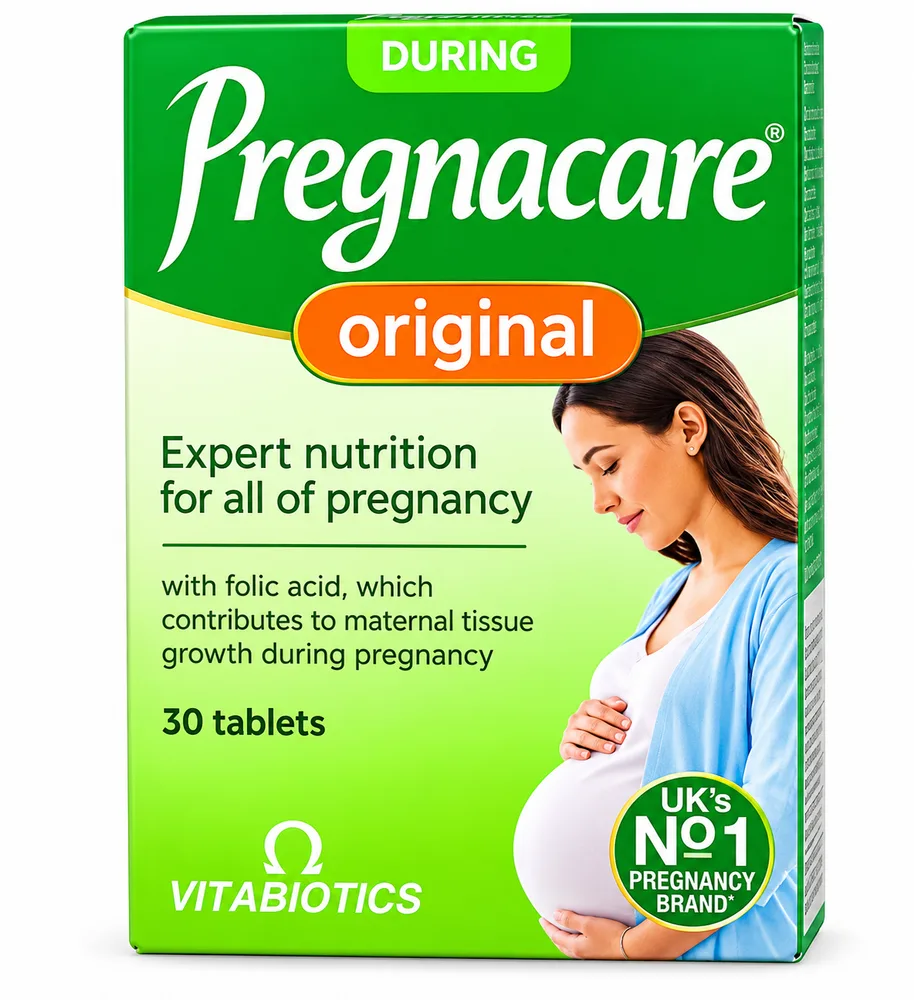 DURING
Pregnacare®
original
Expert nutrition
for all of pregnancy
with folic acid, which
contributes to maternal tissue
growth during pregnancy
30 tablets
Ω
VITABIOTICS
UK's
Nº1
PREGNANCY
BRAND*